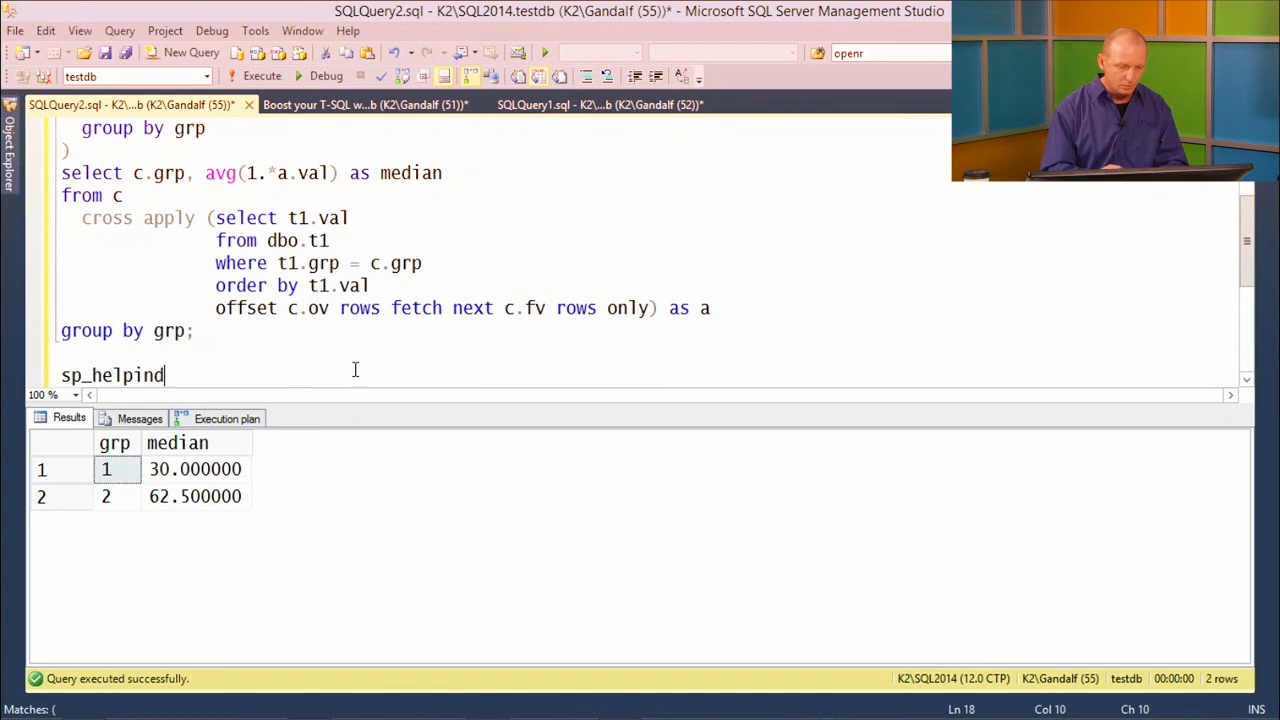 SQLQuery2.sql - K2\SQL2014.testdb (K2\Gandalf (55))* - Microsoft SQL Server Management Studio
File Edit View Query Project Debug Tools Window Help
New Query openr
testdb Execute Debug
SQLQuery2.sql - K2\...b (K2\Gandalf (55))* Boost your T-SQL w...b (K2\Gandalf (51))* SQLQuery1.sql - K2\...b (K2\Gandalf (52))*
Object Explorer
group by grp
)
select c.grp, avg(1.*a.val) as median
from c
cross apply (select t1.val
from dbo.t1
where t1.grp = c.grp
order by t1.val
offset c.ov rows fetch next c.fv rows only) as a
group by grp;
sp_helpind
100 %
Results Messages Execution plan
grp median
1 1 30.000000
2 2 62.500000
Query executed successfully. K2\SQL2014 (12.0 CTP) K2\Gandalf (55) testdb 00:00:00 2 rows
Matches: ( Ln 18 Col 10 Ch 10 INS